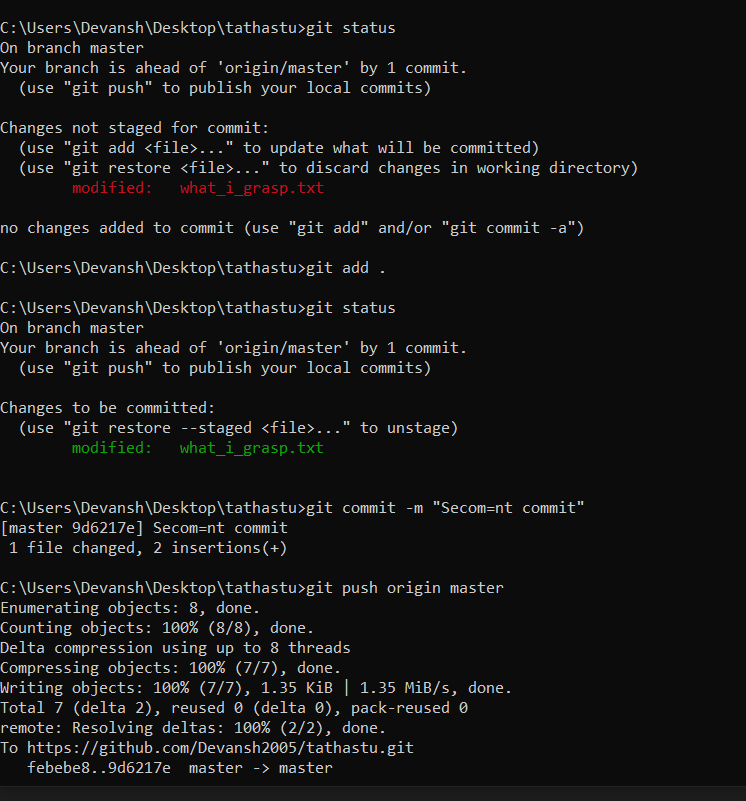 C:\Users\Devansh\Desktop\tathastu>git status
On branch master
Your branch is ahead of 'origin/master' by 1 commit.
  (use "git push" to publish your local commits)

Changes not staged for commit:
  (use "git add <file>..." to update what will be committed)
  (use "git restore <file>..." to discard changes in working directory)
        modified:   what_i_grasp.txt

no changes added to commit (use "git add" and/or "git commit -a")

C:\Users\Devansh\Desktop\tathastu>git add .

C:\Users\Devansh\Desktop\tathastu>git status
On branch master
Your branch is ahead of 'origin/master' by 1 commit.
  (use "git push" to publish your local commits)

Changes to be committed:
  (use "git restore --staged <file>..." to unstage)
        modified:   what_i_grasp.txt

C:\Users\Devansh\Desktop\tathastu>git commit -m "Secom=nt commit"
[master 9d6217e] Secom=nt commit
 1 file changed, 2 insertions(+)

C:\Users\Devansh\Desktop\tathastu>git push origin master
Enumerating objects: 8, done.
Counting objects: 100% (8/8), done.
Delta compression using up to 8 threads
Compressing objects: 100% (7/7), done.
Writing objects: 100% (7/7), 1.35 KiB | 1.35 MiB/s, done.
Total 7 (delta 2), reused 0 (delta 0), pack-reused 0
remote: Resolving deltas: 100% (2/2), done.
To https://github.com/Devansh2005/tathastu.git
   febebe8..9d6217e  master -> master